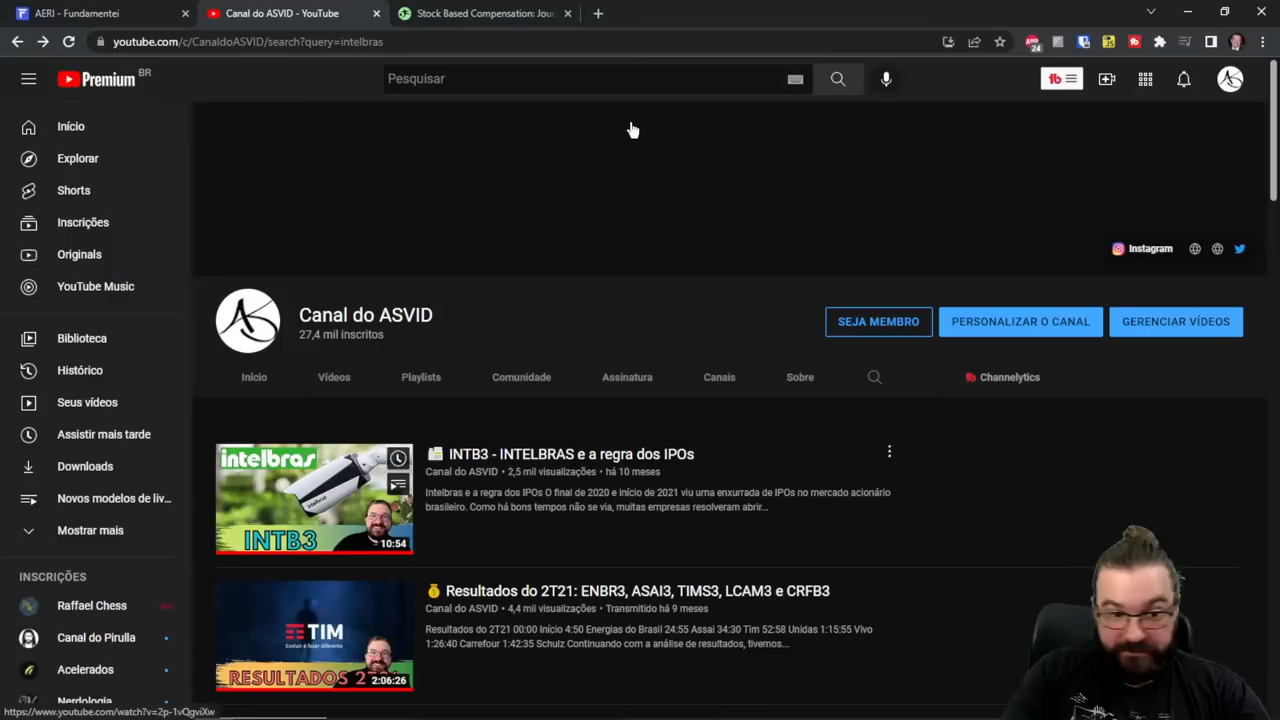 AERI - Fundamentei
Canal do ASVID - YouTube
Stock Based Compensation: Jou
youtube.com/c/CanaldoASVID/search?query=intelbras
24
Premium
BR
Pesquisar
Início
Explorar
Shorts
Inscrições
Originals
YouTube Music
Biblioteca
Histórico
Seus vídeos
Assistir mais tarde
Downloads
Novos modelos de liv...
Mostrar mais
INSCRIÇÕES
Raffael Chess
Canal do Pirulla
Acelerados
Nerdologia
Instagram
Canal do ASVID
27,4 mil inscritos
SEJA MEMBRO
PERSONALIZAR O CANAL
GERENCIAR VÍDEOS
Início
Vídeos
Playlists
Comunidade
Assinatura
Canais
Sobre
Channelytics
intelbras
INTB3
10:54
INTB3 - INTELBRAS e a regra dos IPOs
Canal do ASVID • 2,5 mil visualizações • há 10 meses
Intelbras e a regra dos IPOs O final de 2020 e início de 2021 viu uma enxurrada de IPOs no mercado acionário
brasileiro. Como há bons tempos não se via, muitas empresas resolveram abrir...
TIM
RESULTADOS 2T21
2:06:26
Resultados do 2T21: ENBR3, ASAI3, TIMS3, LCAM3 e CRFB3
Canal do ASVID • 4,4 mil visualizações • Transmitido há 9 meses
Resultados do 2T21 00:00 Início 4:50 Energias do Brasil 24:55 Assaí 34:30 Tim 52:58 Unidas 1:15:55 Vivo
1:26:40 Carrefour 1:42:35 Schulz Continuando com a análise de resultados, tivemos...
https://www.youtube.com/watch?v=2p-1vQgviXw